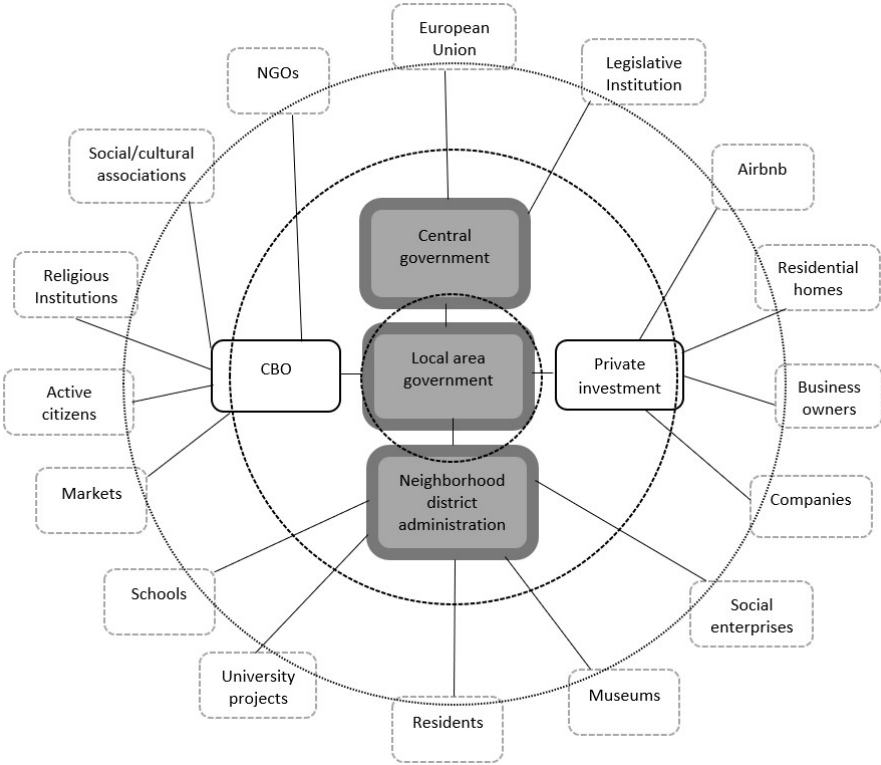 European
Union
Legislative
Institution
NGOs
Social/cultural
associations
Airbnb
Central
government
Religious
Institutions
Residential
homes
CBO
Local area
government
Private
investment
Active
citizens
Business
owners
Markets
Neighborhood
district
administration
Companies
Schools
Social
enterprises
University
projects
Residents
Museums